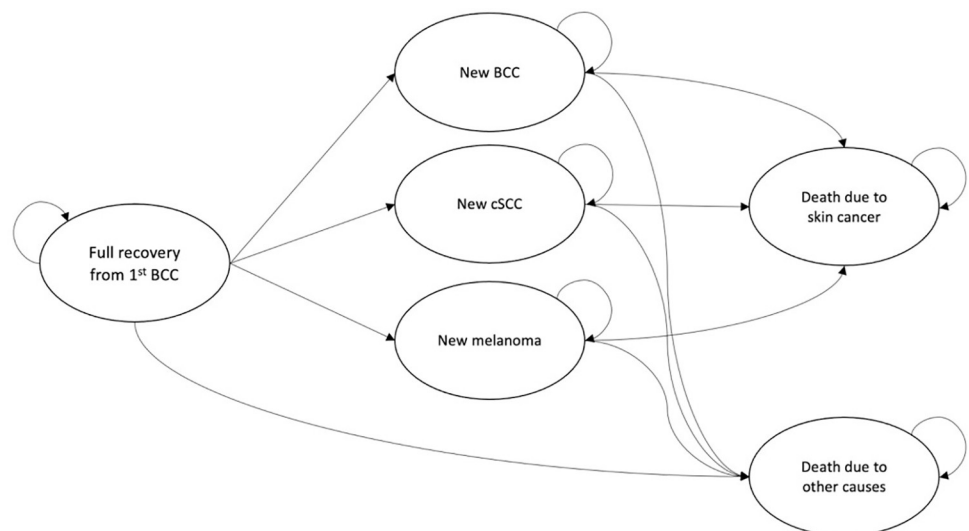 New BCC
New cSCC
Death due to
skin cancer
Full recovery
from 1st BCC
New melanoma
Death due to
other causes